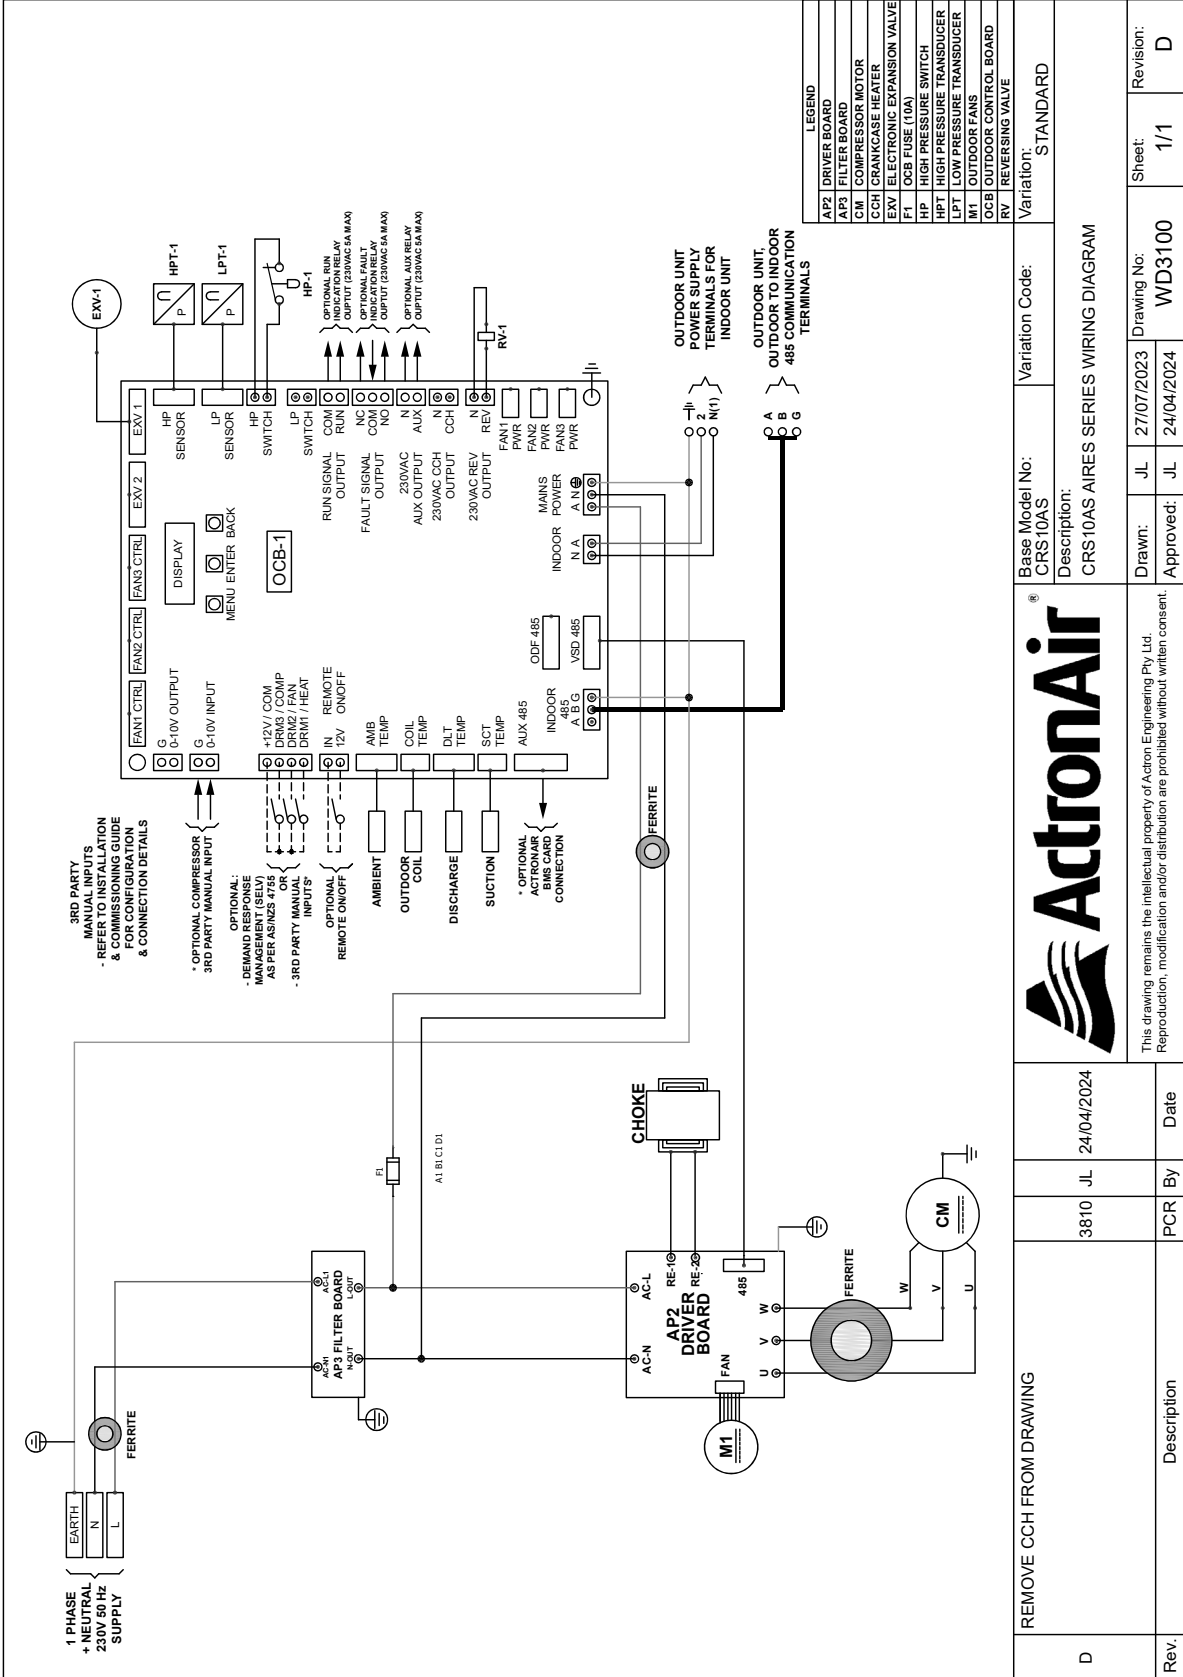 1 PHASE
+ NEUTRAL
230V 50 Hz
SUPPLY
EARTH
N
L
FERRITE
AC-N1
AC-L1
AP3 FILTER BOARD
N-OUT
L-OUT
F1
A1 B1 C1 D1
CHOKE
AC-N
AC-L
AP2
DRIVER
BOARD
RE-1
RE-2
485
FAN
M1
U
V
W
FERRITE
W
V
U
CM
3RD PARTY
MANUAL INPUTS
- REFER TO INSTALLATION
& COMMISSIONING GUIDE
FOR CONFIGURATION
& CONNECTION DETAILS
* OPTIONAL COMPRESSOR
3RD PARTY MANUAL INPUT
OPTIONAL:
- DEMAND RESPONSE
MANAGEMENT (SELV)
AS PER AS/NZS 4755
OR
- 3RD PARTY MANUAL
INPUTS*
OPTIONAL
REMOTE ON/OFF
AMBIENT
OUTDOOR
COIL
DISCHARGE
SUCTION
* OPTIONAL
ACTRONAIR
BMS CARD
CONNECTION
FERRITE
FAN1 CTRL
FAN2 CTRL
FAN3 CTRL
EXV 2
EXV 1
G
0-10V OUTPUT
G
0-10V INPUT
+12V / COM
DRM3 / COMP
DRM2 / FAN
DRM1 / HEAT
IN
12V
REMOTE
ON/OFF
AMB
TEMP
COIL
TEMP
DLT
TEMP
SCT
TEMP
AUX 485
INDOOR
485
A B G
DISPLAY
MENU
ENTER
BACK
OCB-1
ODF 485
VSD 485
INDOOR
N A
MAINS
POWER
A N
HP
SENSOR
LP
SENSOR
HP
SWITCH
LP
SWITCH
RUN SIGNAL
OUTPUT
COM
RUN
FAULT SIGNAL
OUTPUT
NC
COM
NO
230VAC
AUX OUTPUT
N
AUX
230VAC CCH
OUTPUT
N
CCH
230VAC REV
OUTPUT
N
REV
FAN1
PWR
FAN2
PWR
FAN3
PWR
EXV-1
HPT-1
P
LPT-1
P
HP-1
OPTIONAL RUN
INDICATION RELAY
OUPTUT (230VAC 5A MAX)
OPTIONAL FAULT
INDICATION RELAY
OUPTUT (230VAC 5A MAX)
OPTIONAL AUX RELAY
OUPTUT (230VAC 5A MAX)
RV-1
2
N(1)
OUTDOOR UNIT
POWER SUPPLY
TERMINALS FOR
INDOOR UNIT
A
B
G
OUTDOOR UNIT,
OUTDOOR TO INDOOR
485 COMMUNICATION
TERMINALS
LEGEND
AP2 DRIVER BOARD
AP3 FILTER BOARD
CM COMPRESSOR MOTOR
CCH CRANKCASE HEATER
EXV ELECTRONIC EXPANSION VALVE
F1 OCB FUSE (10A)
HP HIGH PRESSURE SWITCH
HPT HIGH PRESSURE TRANSDUCER
LPT LOW PRESSURE TRANSDUCER
M1 OUTDOOR FANS
OCB OUTDOOR CONTROL BOARD
RV REVERSING VALVE
D REMOVE CCH FROM DRAWING 3810 JL 24/04/2024
Rev. Description PCR By Date
ActronAir ®
This drawing remains the intellectual property of Actron Engineering Pty Ltd.
Reproduction, modification and/or distribution are prohibited without written consent.
Base Model No:
CRS10AS
Variation Code:
Variation:
STANDARD
Description:
CRS10AS AIRES SERIES WIRING DIAGRAM
Drawn: JL 27/07/2023
Approved: JL 24/04/2024
Drawing No:
WD3100
Sheet:
1/1
Revision:
D